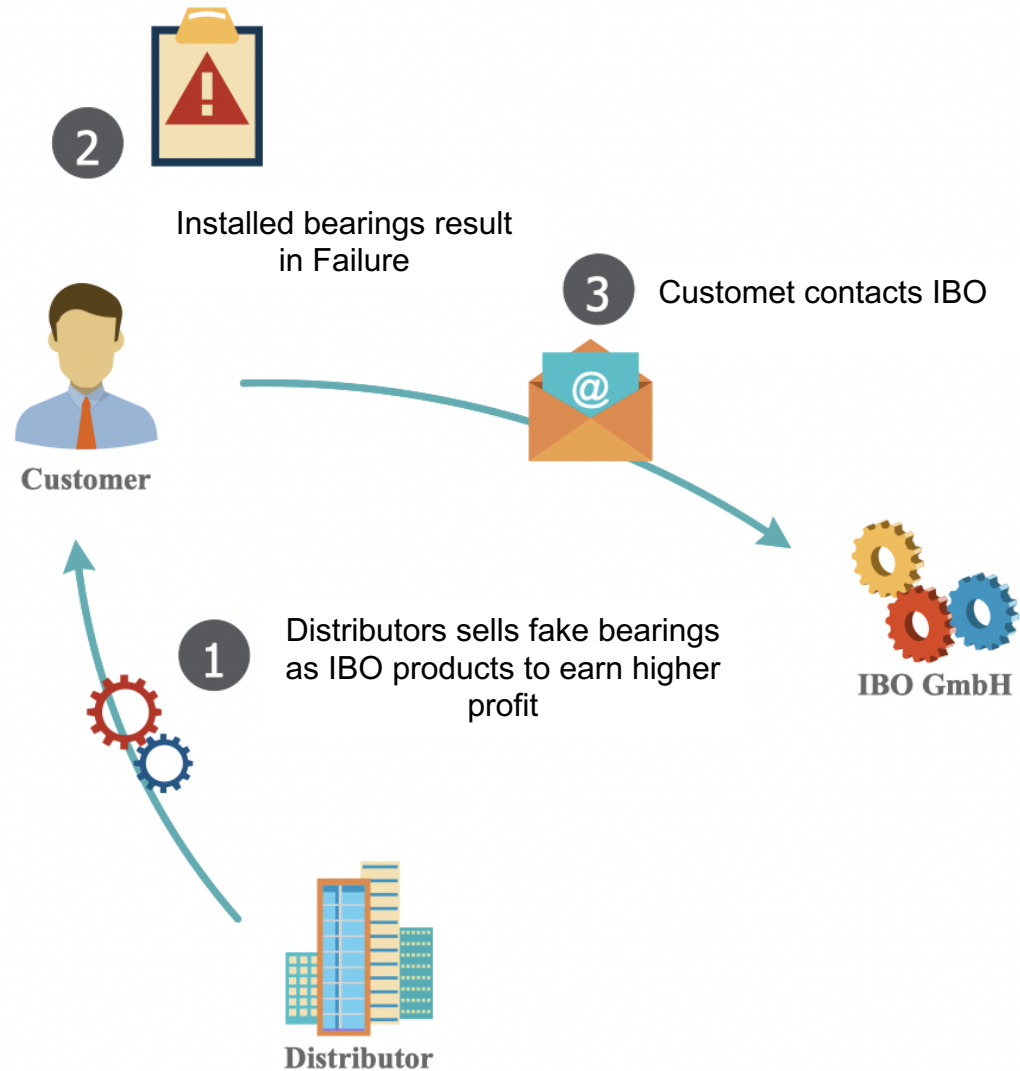 2
Installed bearings result
in Failure
3
Customet contacts IBO
@
Customer
1
Distributors sells fake bearings
as IBO products to earn higher
profit
IBO GmbH
Distributor